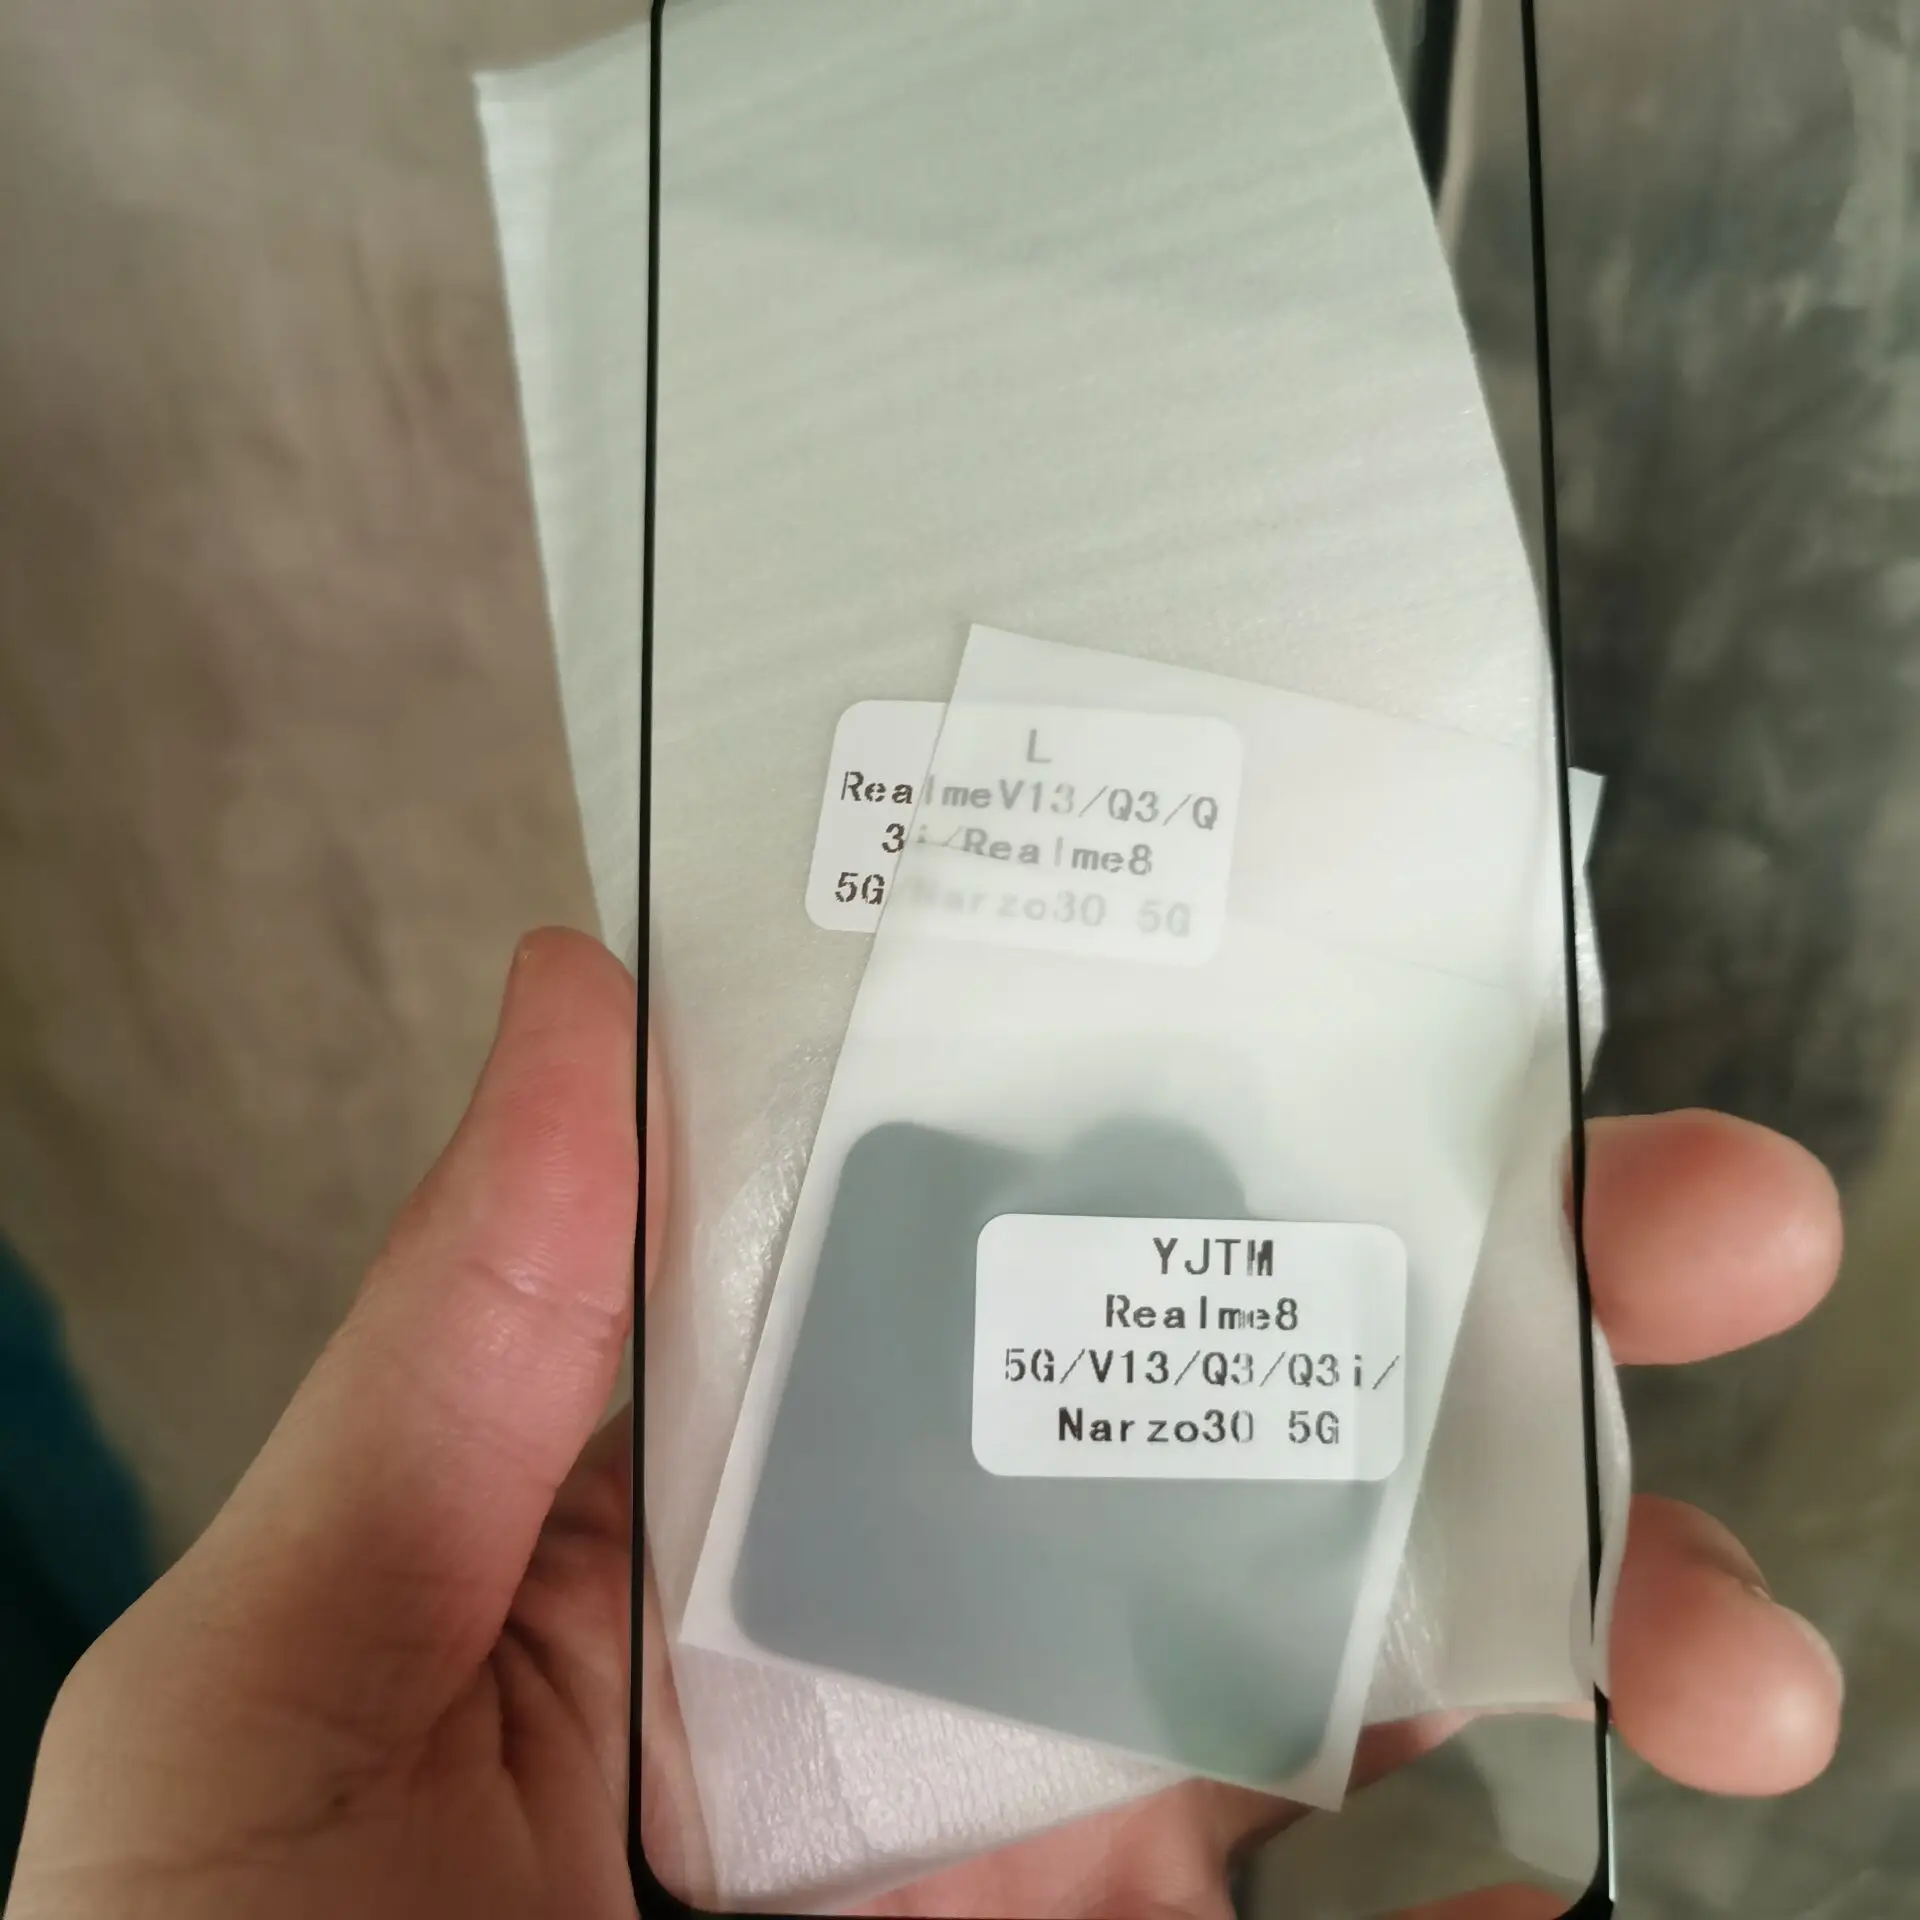 L
RealmeV13/Q3/Q
3i/Realme8
5G/Narzo30 5G
YJTM
Realme8
5G/V13/Q3/Q3i/
Narzo30 5G